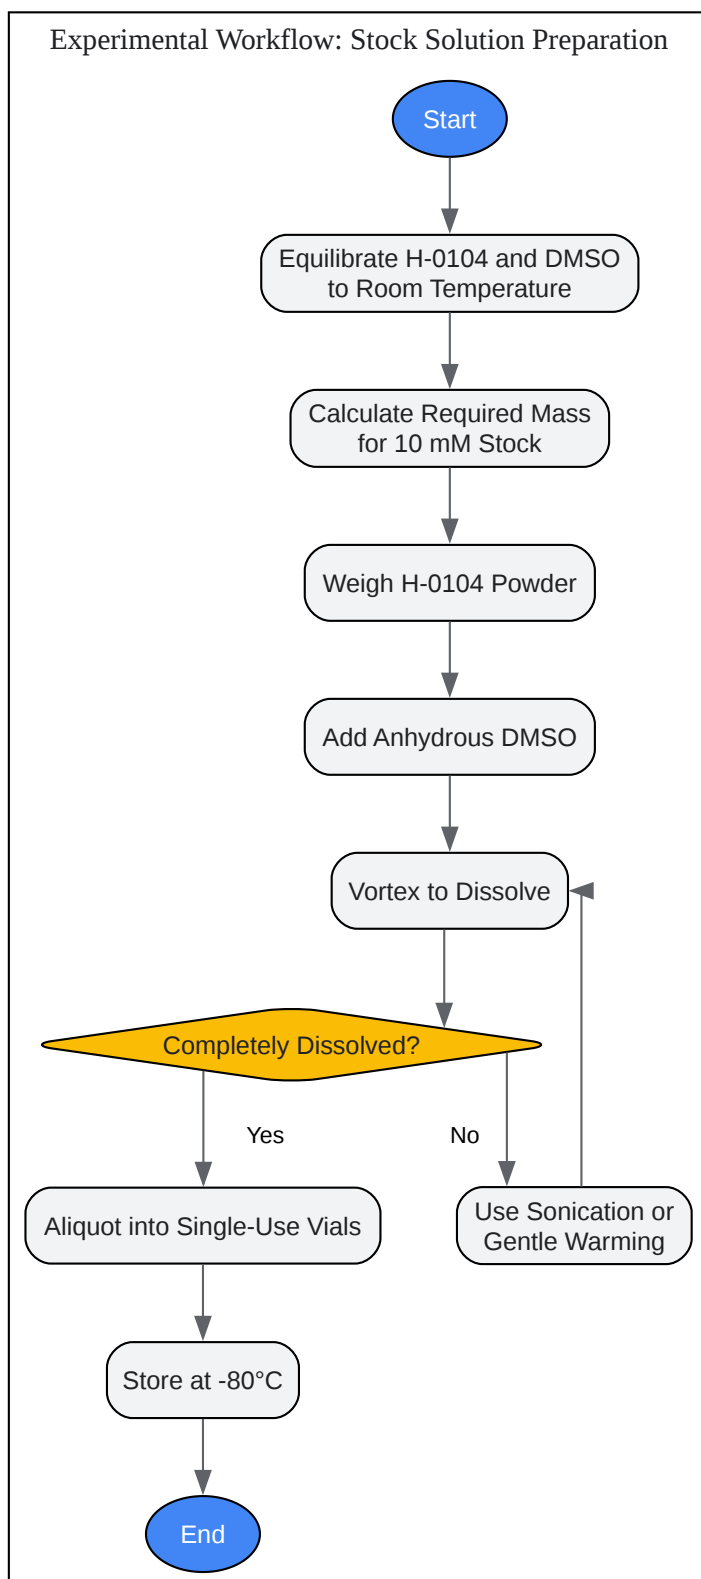 Experimental Workflow: Stock Solution Preparation
Start
Equilibrate H-0104 and DMSO
to Room Temperature
Calculate Required Mass
for 10 mM Stock
Weigh H-0104 Powder
Add Anhydrous DMSO
Vortex to Dissolve
Completely Dissolved?
Yes
No
Aliquot into Single-Use Vials
Use Sonication or
Gentle Warming
Store at -80°C
End